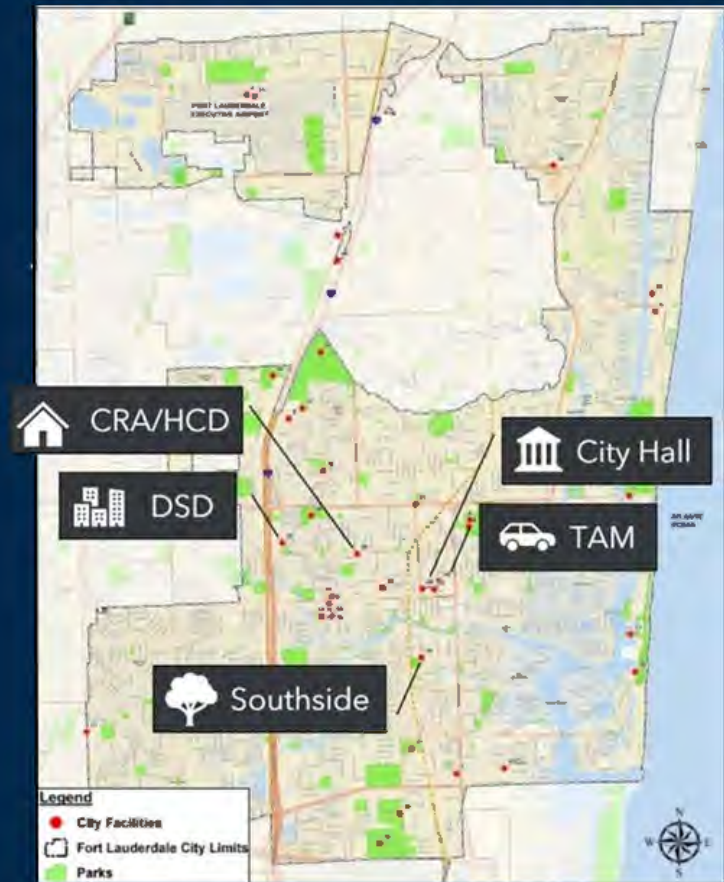 FORT LAUDERDALE
EXECUTIVE AIRPORT
CRA/HCD
City Hall
DSD
TAM
Southside
Legend
City Facilities
Fort Lauderdale City Limits
Parks
N
W E
S